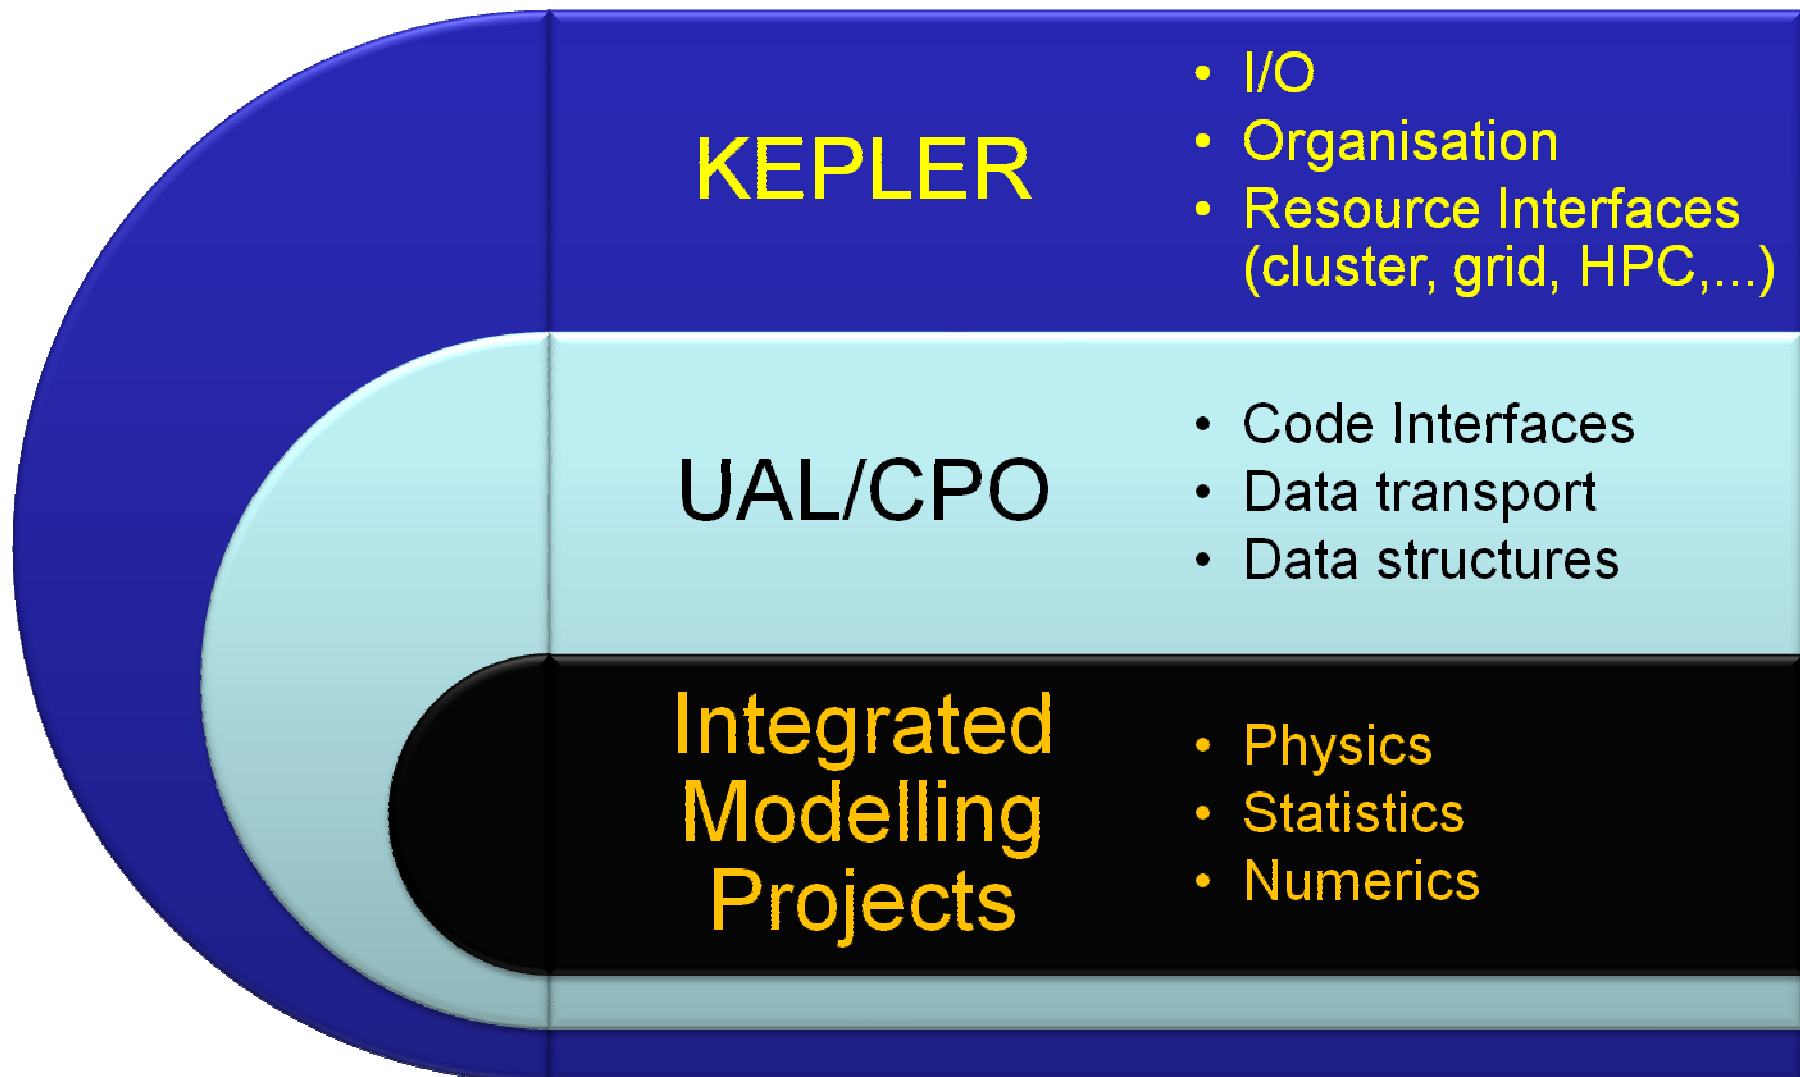 KEPLER
• I/O
• Organisation
• Resource Interfaces
(cluster, grid, HPC,...)
UAL/CPO
• Code Interfaces
• Data transport
• Data structures
Integrated
Modelling
Projects
• Physics
• Statistics
• Numerics